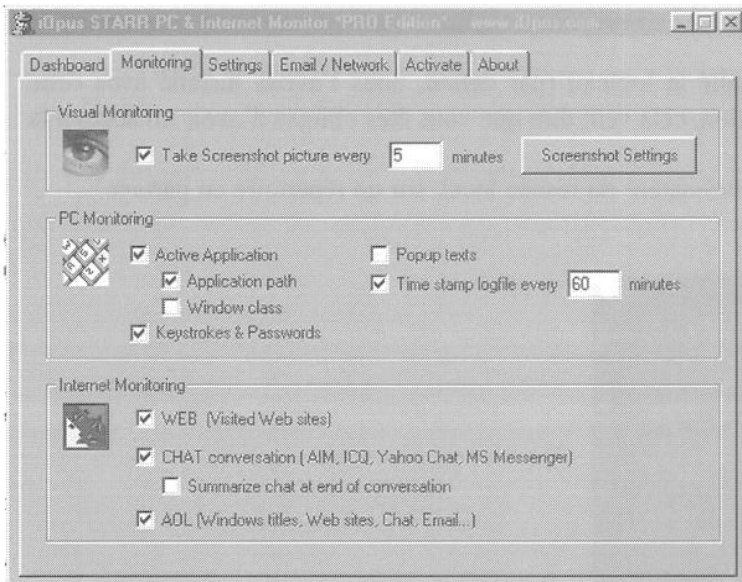 iOpus STARR PC & Internet Monitor "PRO Edition" www.iOpus.com
Dashboard Monitoring Settings Email / Network Activate About
Visual Monitoring
Take Screenshot picture every 5 minutes Screenshot Settings
PC Monitoring
Active Application Popup texts
Application path Time stamp logfile every 60 minutes
Window class
Keystrokes & Passwords
Internet Monitoring
WEB (Visited Web sites)
CHAT conversation ( AIM, ICQ, Yahoo Chat, MS Messenger)
Summarize chat at end of conversation
AOL (Windows titles, Web sites, Chat, Email...)